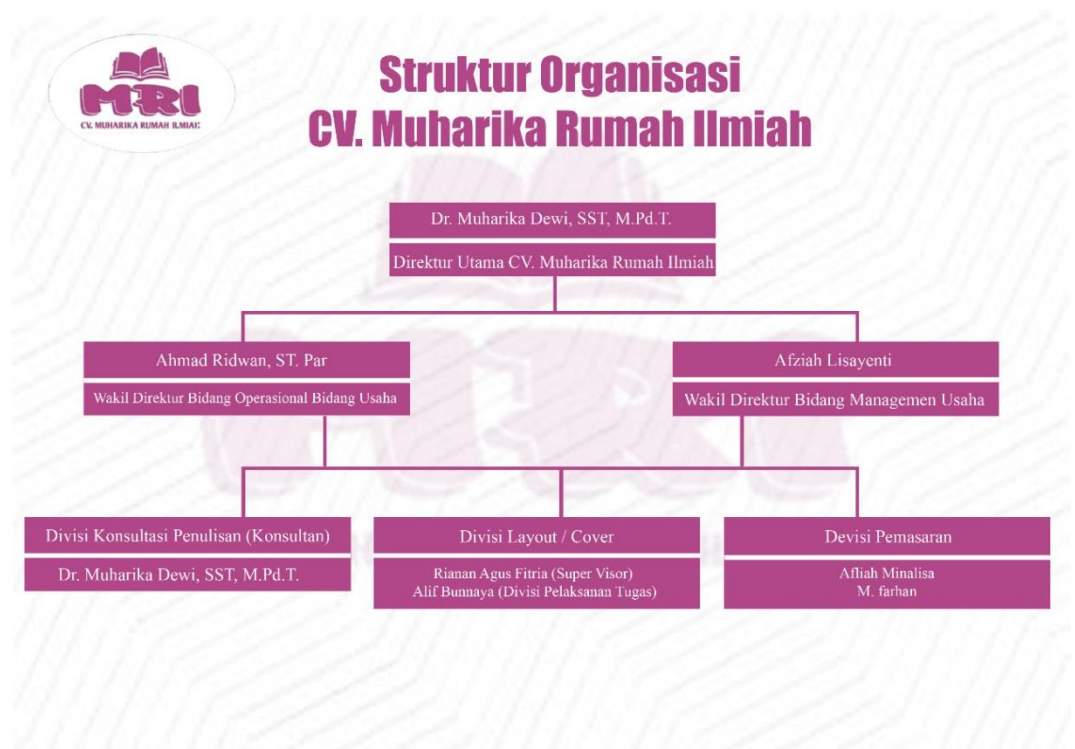 MRI
CV. MUHARIKA RUMAH ILMIAH
Struktur Organisasi
CV. Muharika Rumah Ilmiah
Dr. Muharika Dewi, SST, M.Pd.T.
Direktur Utama CV. Muharika Rumah Ilmiah
Ahmad Ridwan, ST. Par
Wakil Direktur Bidang Operasional Bidang Usaha
Afziah Lisayenti
Wakil Direktur Bidang Managemen Usaha
Divisi Konsultasi Penulisan (Konsultan)
Dr. Muharika Dewi, SST, M.Pd.T.
Divisi Layout / Cover
Rianan Agus Fitria (Super Visor)
Alif Bunnaya (Divisi Pelaksanan Tugas)
Devisi Pemasaran
Afliah Minalisa
M. farhan